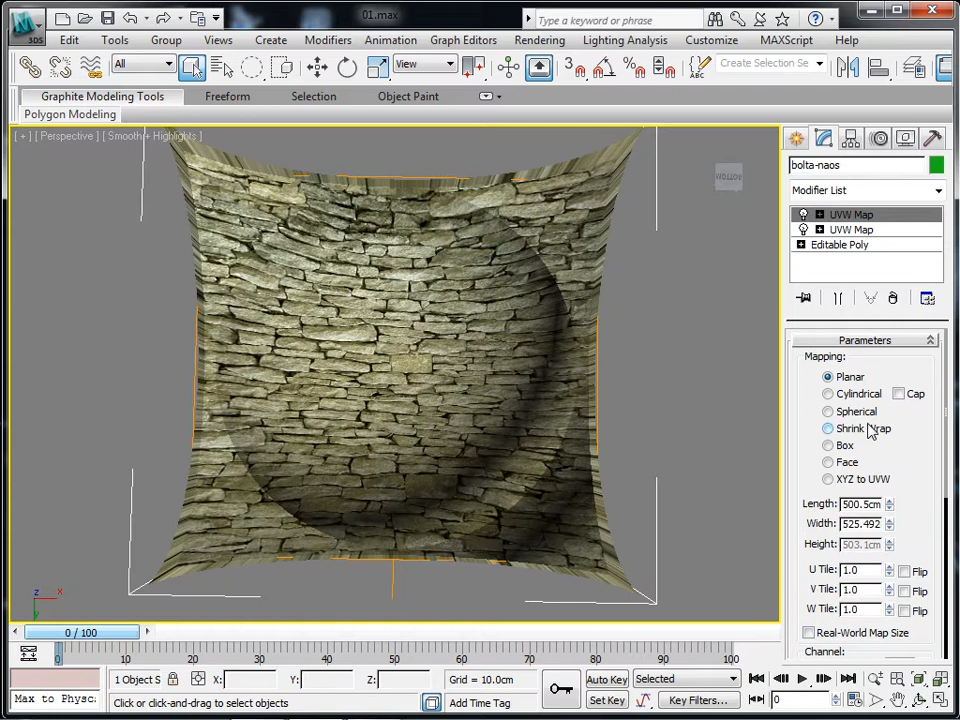 01.max
Type a keyword or phrase
3DS
Edit Tools Group Views Create Modifiers Animation Graph Editors Rendering Lighting Analysis Customize MAXScript Help
All
View
3
Create Selection Se
ABC
Graphite Modeling Tools Freeform Selection Object Paint
Polygon Modeling
[ + ] [ Perspective ] [ Smooth + Highlights ]
BOTTOM
bolta-naos
Modifier List
UVW Map
UVW Map
Editable Poly
Parameters
Mapping:
Planar
Cylindrical Cap
Spherical
Shrink Wrap
Box
Face
XYZ to UVW
Length: 500.5cm
Width: 525.492
Height: 503.1cm
U Tile: 1.0 Flip
V Tile: 1.0 Flip
W Tile: 1.0 Flip
Real-World Map Size
Channel:
z
x
y
0 / 100
10 20 30 40 50 60 70 80 90 100
1 Object S X: Y: Z: Grid = 10.0cm Auto Key Selected
Max to Physc: Click or click-and-drag to select objects Add Time Tag Set Key Key Filters... 0